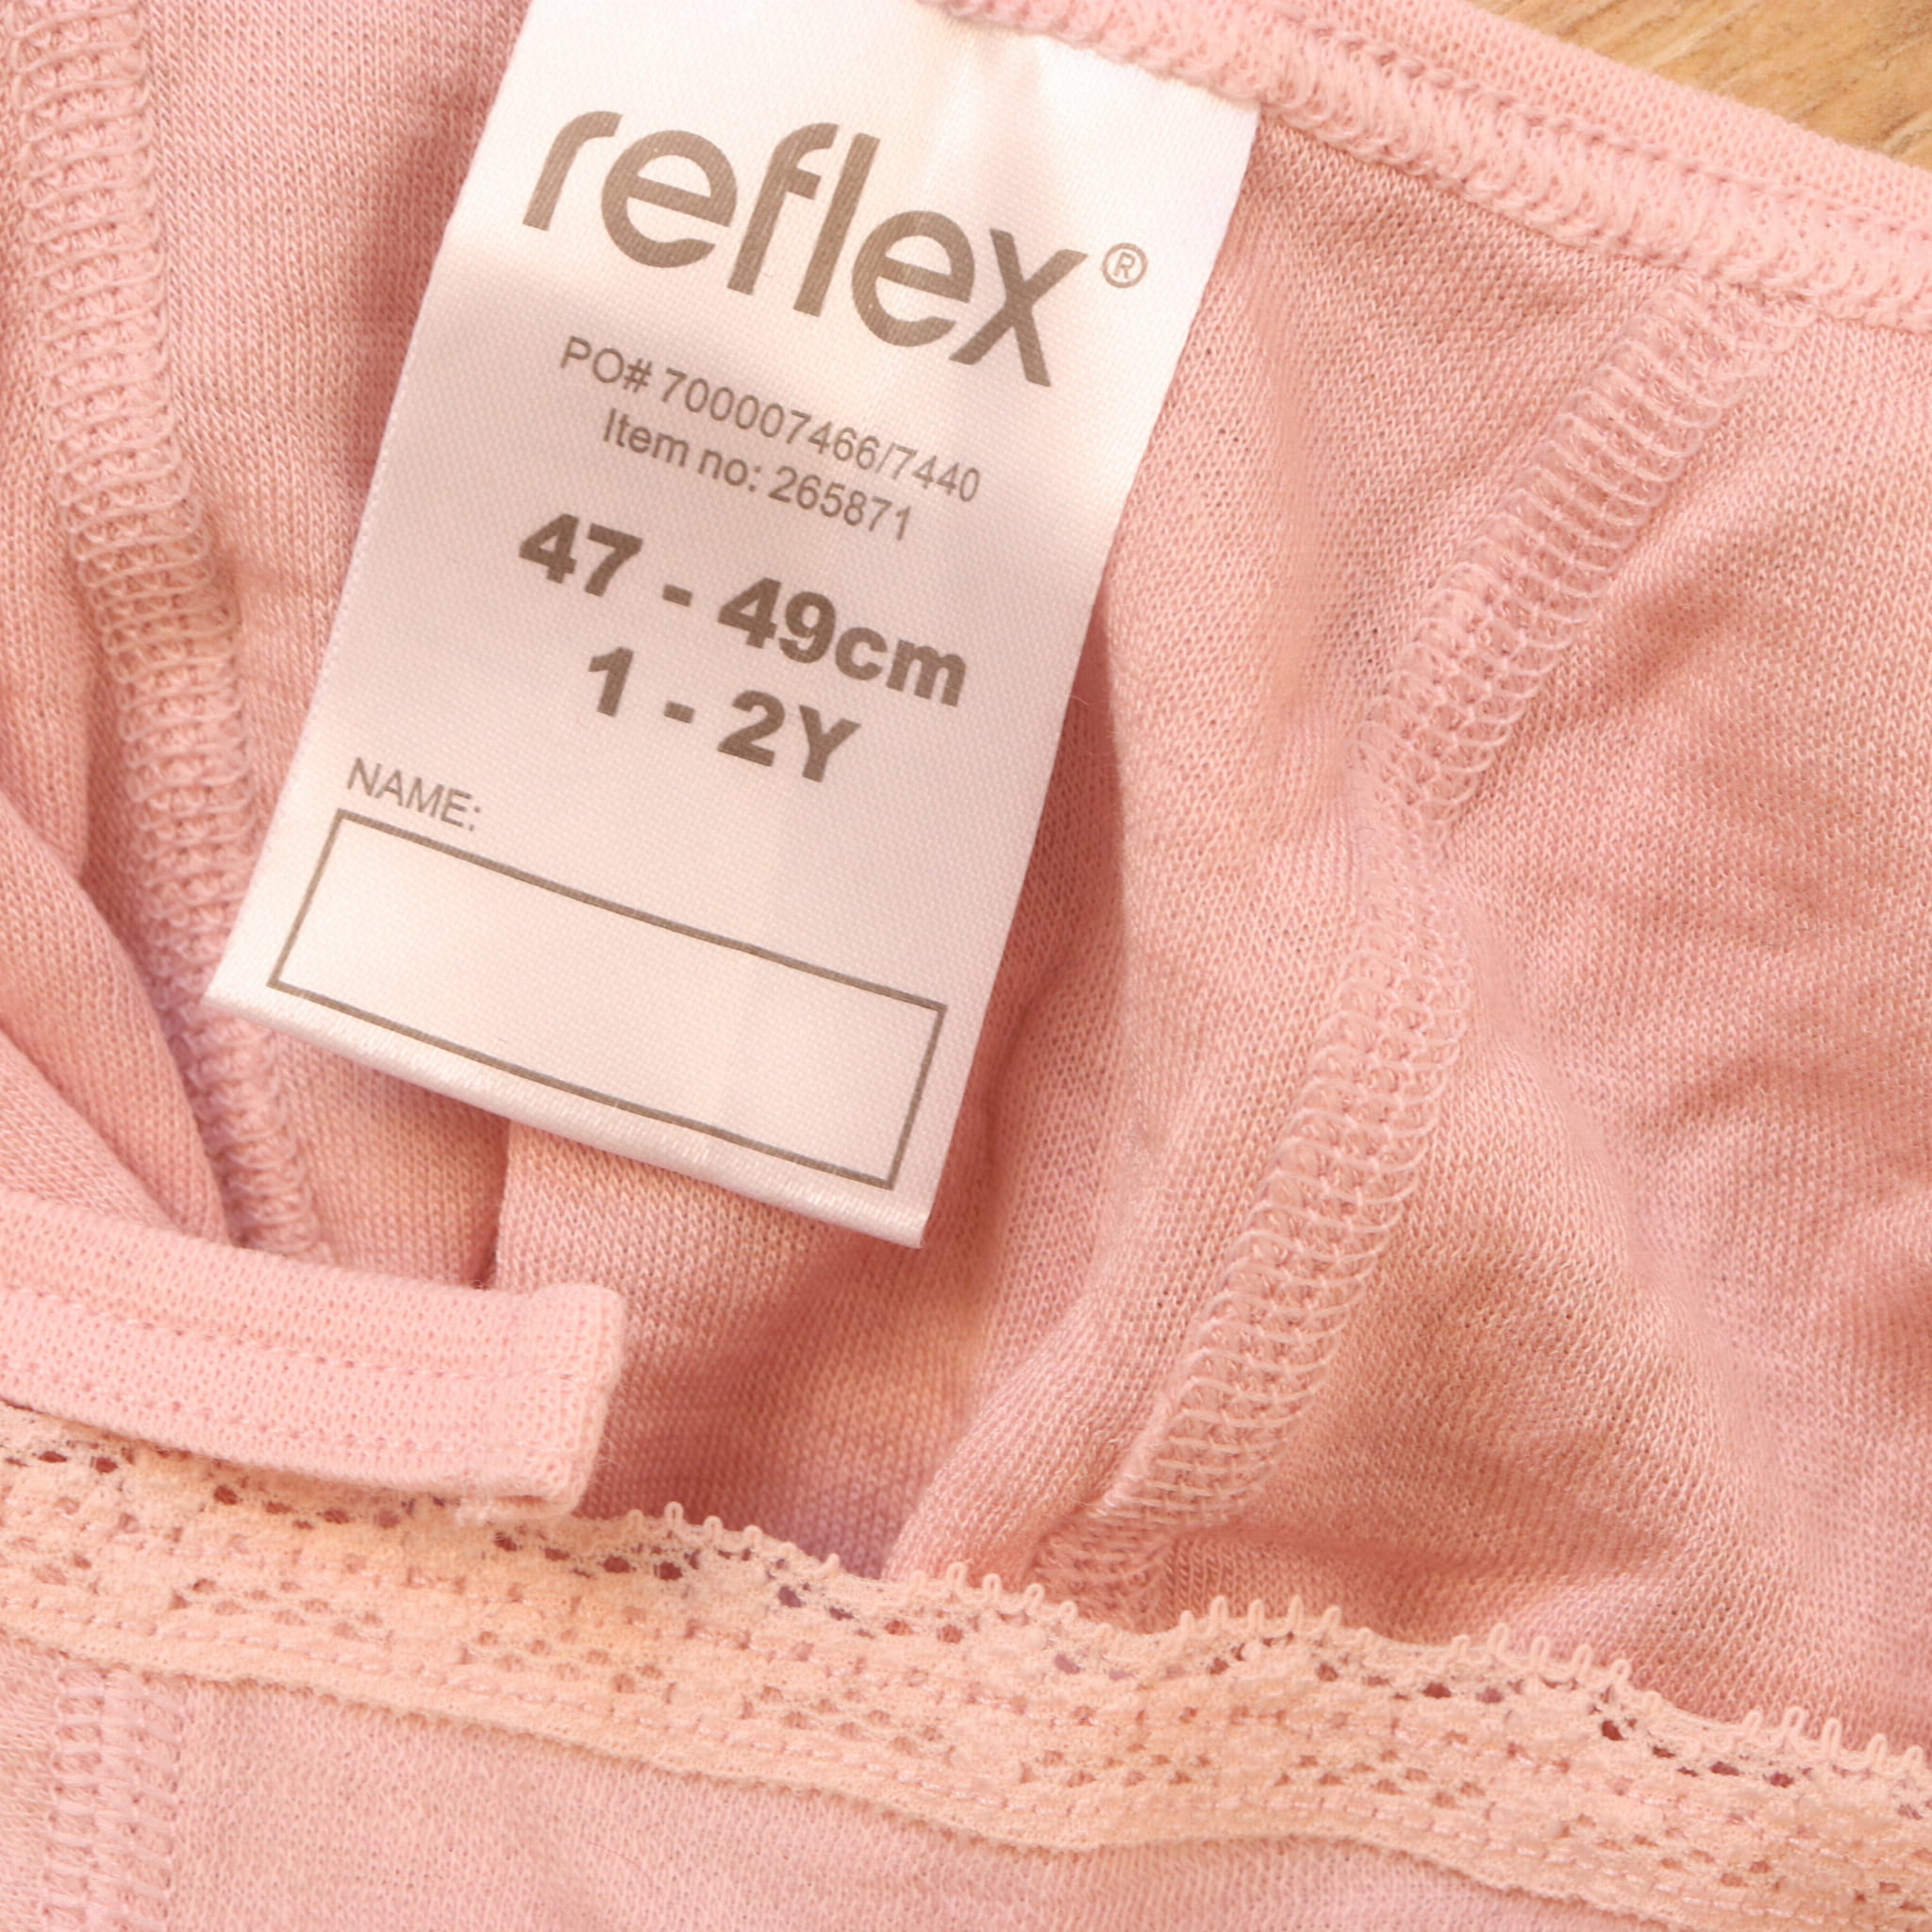 reflex®
PO# 700007466/7440
Item no: 265871
47 - 49cm
1 - 2Y
NAME: